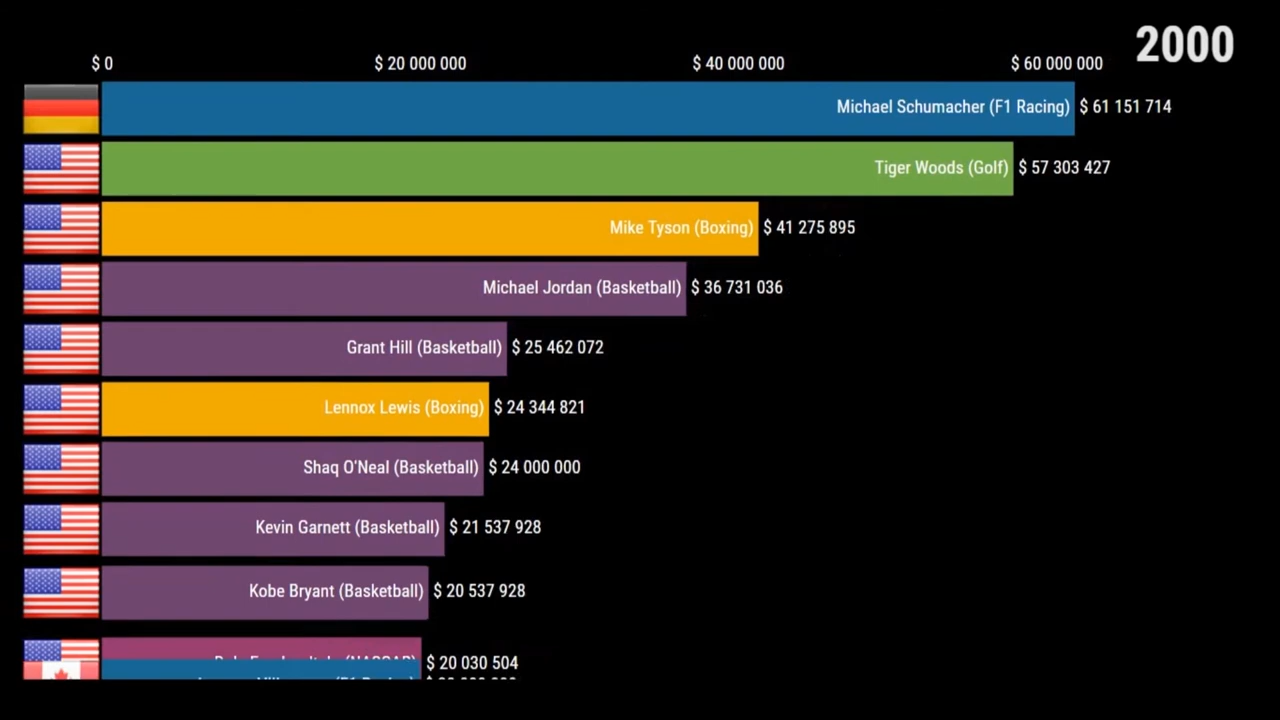 2000
$ 0 $ 20 000 000 $ 40 000 000 $ 60 000 000
Michael Schumacher (F1 Racing) $ 61 151 714
Tiger Woods (Golf) $ 57 303 427
Mike Tyson (Boxing) $ 41 275 895
Michael Jordan (Basketball) $ 36 731 036
Grant Hill (Basketball) $ 25 462 072
Lennox Lewis (Boxing) $ 24 344 821
Shaq O'Neal (Basketball) $ 24 000 000
Kevin Garnett (Basketball) $ 21 537 928
Kobe Bryant (Basketball) $ 20 537 928
$ 20 030 504